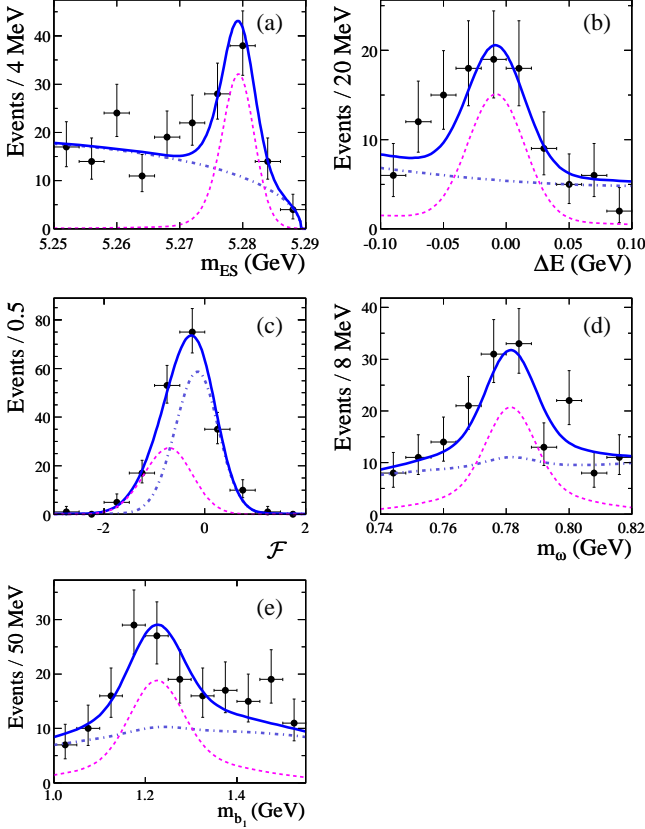 (a)
Events / 4 MeV
40
30
20
10
0
5.25 5.26 5.27 5.28 5.29
m_ES (GeV)
(b)
Events / 20 MeV
20
10
0
-0.10 -0.05 0.00 0.05 0.10
ΔE (GeV)
(c)
Events / 0.5
80
60
40
20
0
-2 0 2
ℱ
(d)
Events / 8 MeV
40
30
20
10
0
0.74 0.76 0.78 0.80 0.82
m_ω (GeV)
(e)
Events / 50 MeV
30
20
10
0
1.0 1.2 1.4
m_b₁ (GeV)